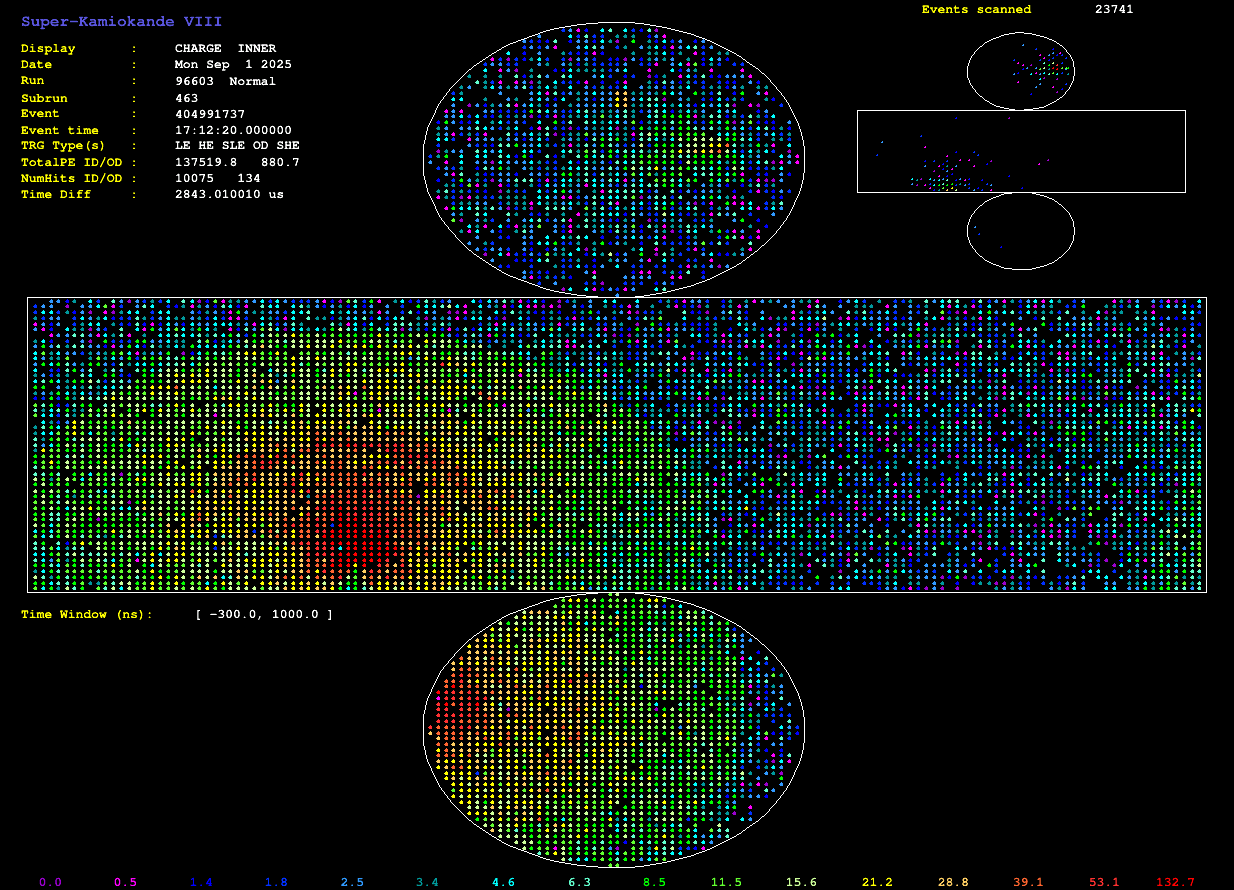 Super-Kamiokande VIII
Display : CHARGE INNER
Date : Mon Sep 1 2025
Run : 96603 Normal
Subrun : 463
Event : 404991737
Event time : 17:12:20.000000
TRG Type(s) : LE HE SLE OD SHE
TotalPE ID/OD : 137519.8 880.7
NumHits ID/OD : 10075 134
Time Diff : 2843.010010 us
Events scanned 23741
Time Window (ns): [ -300.0, 1000.0 ]
0.0 0.5 1.4 1.8 2.5 3.4 4.6 6.3 8.5 11.5 15.6 21.2 28.8 39.1 53.1 132.7